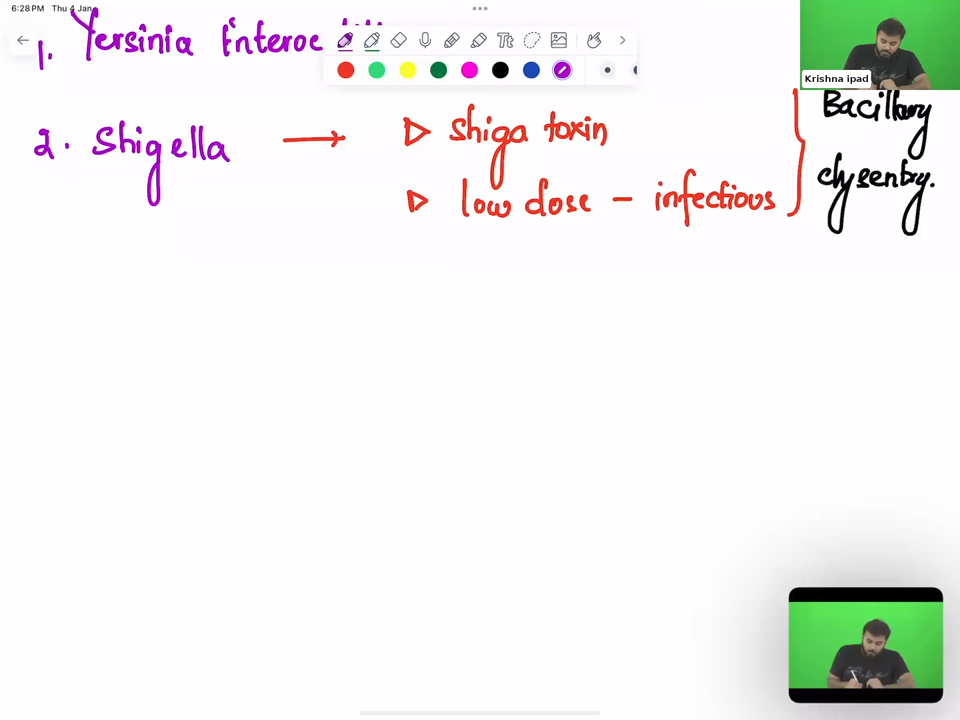 6:28 PM Thu 4 Jan
1. Yersinia
Tt
Krishna ipad
2. Shigella → ▷ shiga toxin
▷ low dose – infectious
Bacillary
dysentry.